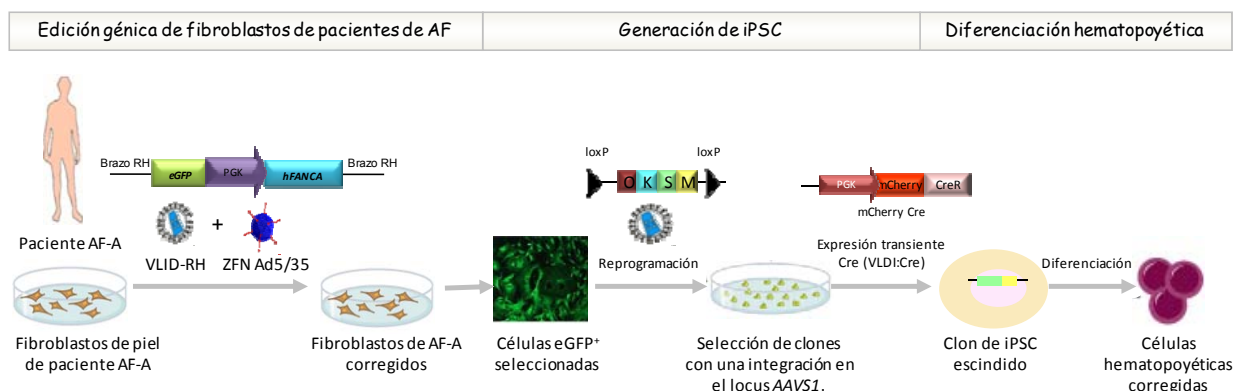 Edición génica de fibroblastos de pacientes de AF
Generación de iPSC
Diferenciación hematopoyética
Brazo RH
eGFP
PGK
hFANCA
Brazo RH
loxP
loxP
O K S M
PGK
mCherry
CreR
mCherry Cre
Paciente AF-A
+
VLID-RH
ZFN Ad5/35
Reprogramación
Expresión transiente
Cre (VLDI:Cre)
Diferenciación
Fibroblastos de piel
de paciente AF-A
Fibroblastos de AF-A
corregidos
Células eGFP⁺
seleccionadas
Selección de clones
con una integración en
el locus AAVS1.
Clon de iPSC
escindido
Células
hematopoyéticas
corregidas